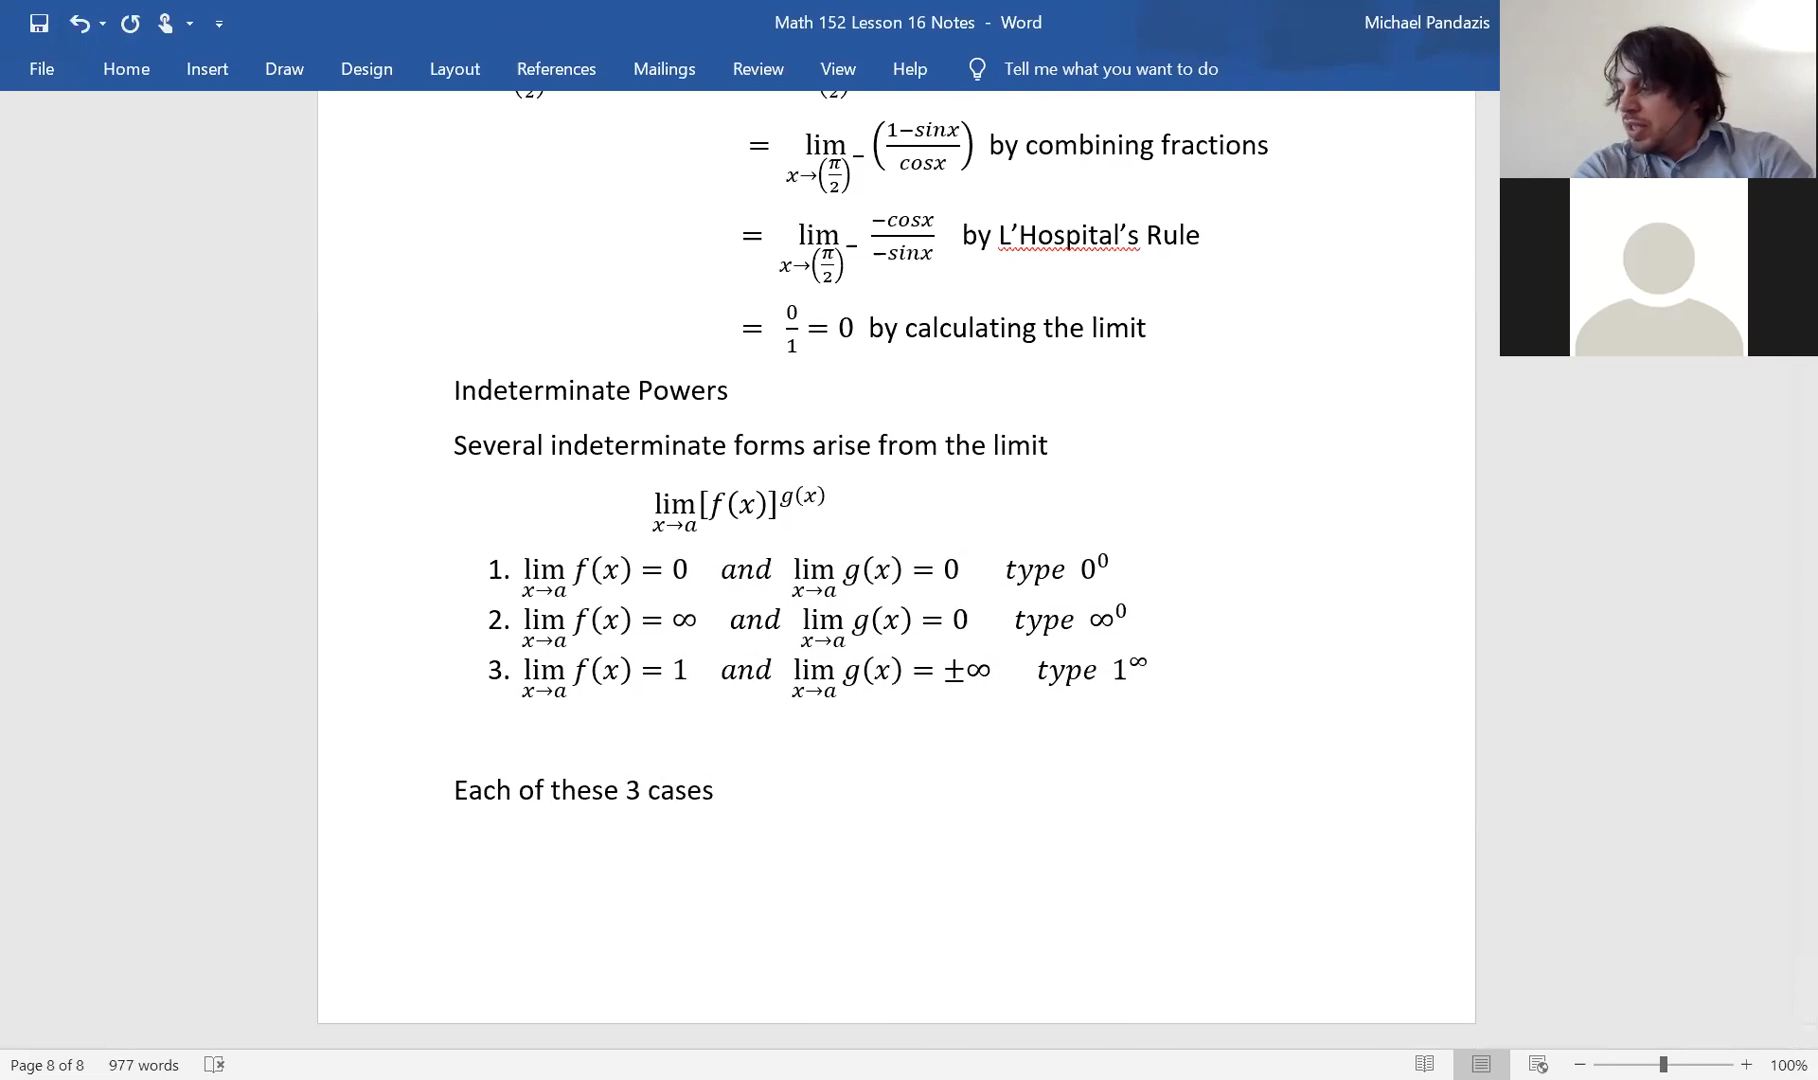 Math 152 Lesson 16 Notes - Word
Michael Pandazis
File Home Insert Draw Design Layout References Mailings Review View Help Tell me what you want to do
(2) (2)
= lim x→(π/2)⁻ ((1−sinx)/cosx) by combining fractions
= lim x→(π/2)⁻ (−cosx)/(−sinx) by L’Hospital’s Rule
= 0/1 = 0 by calculating the limit
Indeterminate Powers
Several indeterminate forms arise from the limit
lim x→a [f(x)]^g(x)
1. lim x→a f(x) = 0 and lim x→a g(x) = 0 type 0⁰
2. lim x→a f(x) = ∞ and lim x→a g(x) = 0 type ∞⁰
3. lim x→a f(x) = 1 and lim x→a g(x) = ±∞ type 1^∞
Each of these 3 cases
Page 8 of 8 977 words 100%